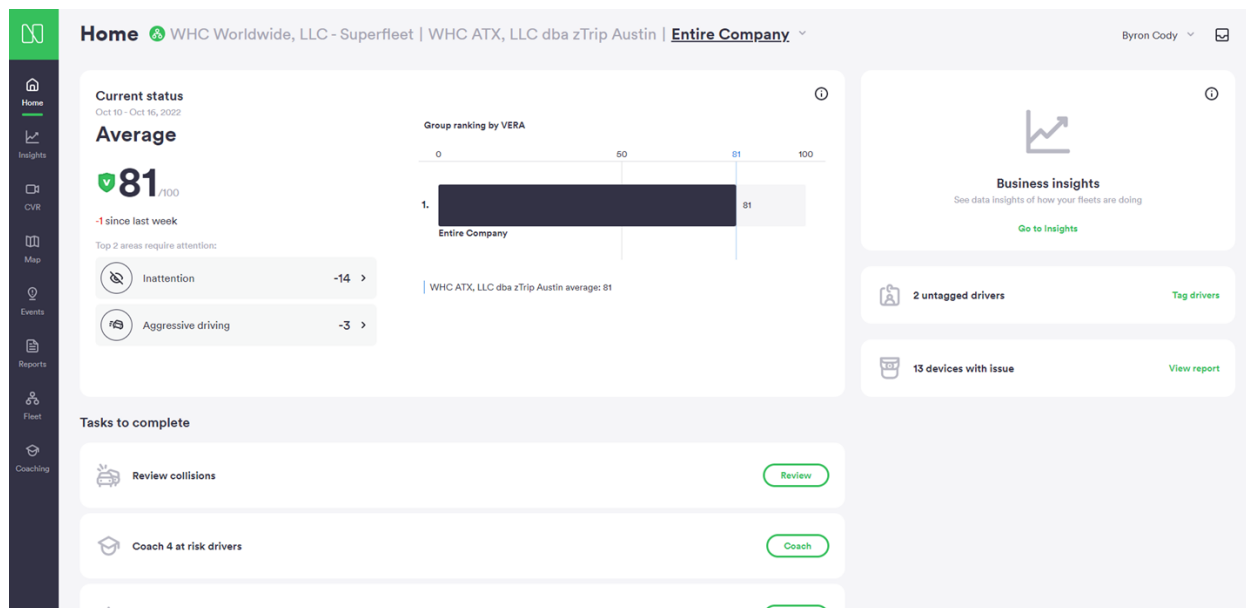 Home WHC Worldwide, LLC - Superfleet | WHC ATX, LLC dba zTrip Austin | Entire Company
Byron Cody
Home
Insights
CVR
Map
Events
Reports
Fleet
Coaching
Current status
Oct 10 - Oct 16, 2022
Average
V
81/100
-1 since last week
Top 2 areas require attention:
Inattention -14
Aggressive driving -3
Group ranking by VERA
0 50 81 100
1. 81
Entire Company
WHC ATX, LLC dba zTrip Austin average: 81
Business insights
See data insights of how your fleets are doing
Go to Insights
2 untagged drivers Tag drivers
13 devices with issue View report
Tasks to complete
Review collisions Review
Coach 4 at risk drivers Coach